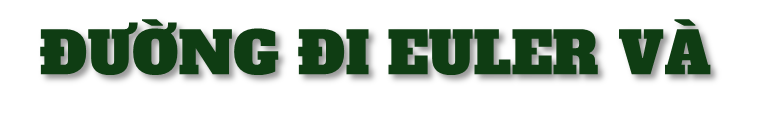 ĐƯỜNG ĐI EULER VÀ